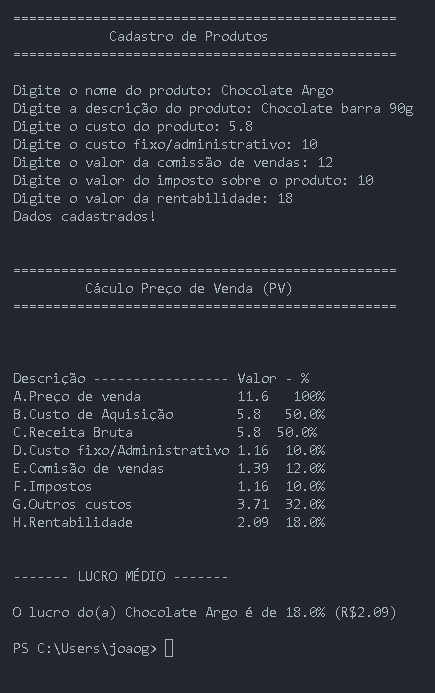 ================================================
Cadastro de Produtos
================================================
Digite o nome do produto: Chocolate Argo
Digite a descrição do produto: Chocolate barra 90g
Digite o custo do produto: 5.8
Digite o custo fixo/administrativo: 10
Digite o valor da comissão de vendas: 12
Digite o valor do imposto sobre o produto: 10
Digite o valor da rentabilidade: 18
Dados cadastrados!
================================================
Cáculo Preço de Venda (PV)
================================================
Descrição ----------------- Valor - %
A.Preço de venda 11.6 100%
B.Custo de Aquisição 5.8 50.0%
C.Receita Bruta 5.8 50.0%
D.Custo fixo/Administrativo 1.16 10.0%
E.Comisão de vendas 1.39 12.0%
F.Impostos 1.16 10.0%
G.Outros custos 3.71 32.0%
H.Rentabilidade 2.09 18.0%
------- LUCRO MÉDIO -------
O lucro do(a) Chocolate Argo é de 18.0% (R$2.09)
PS C:\Users\joaog>